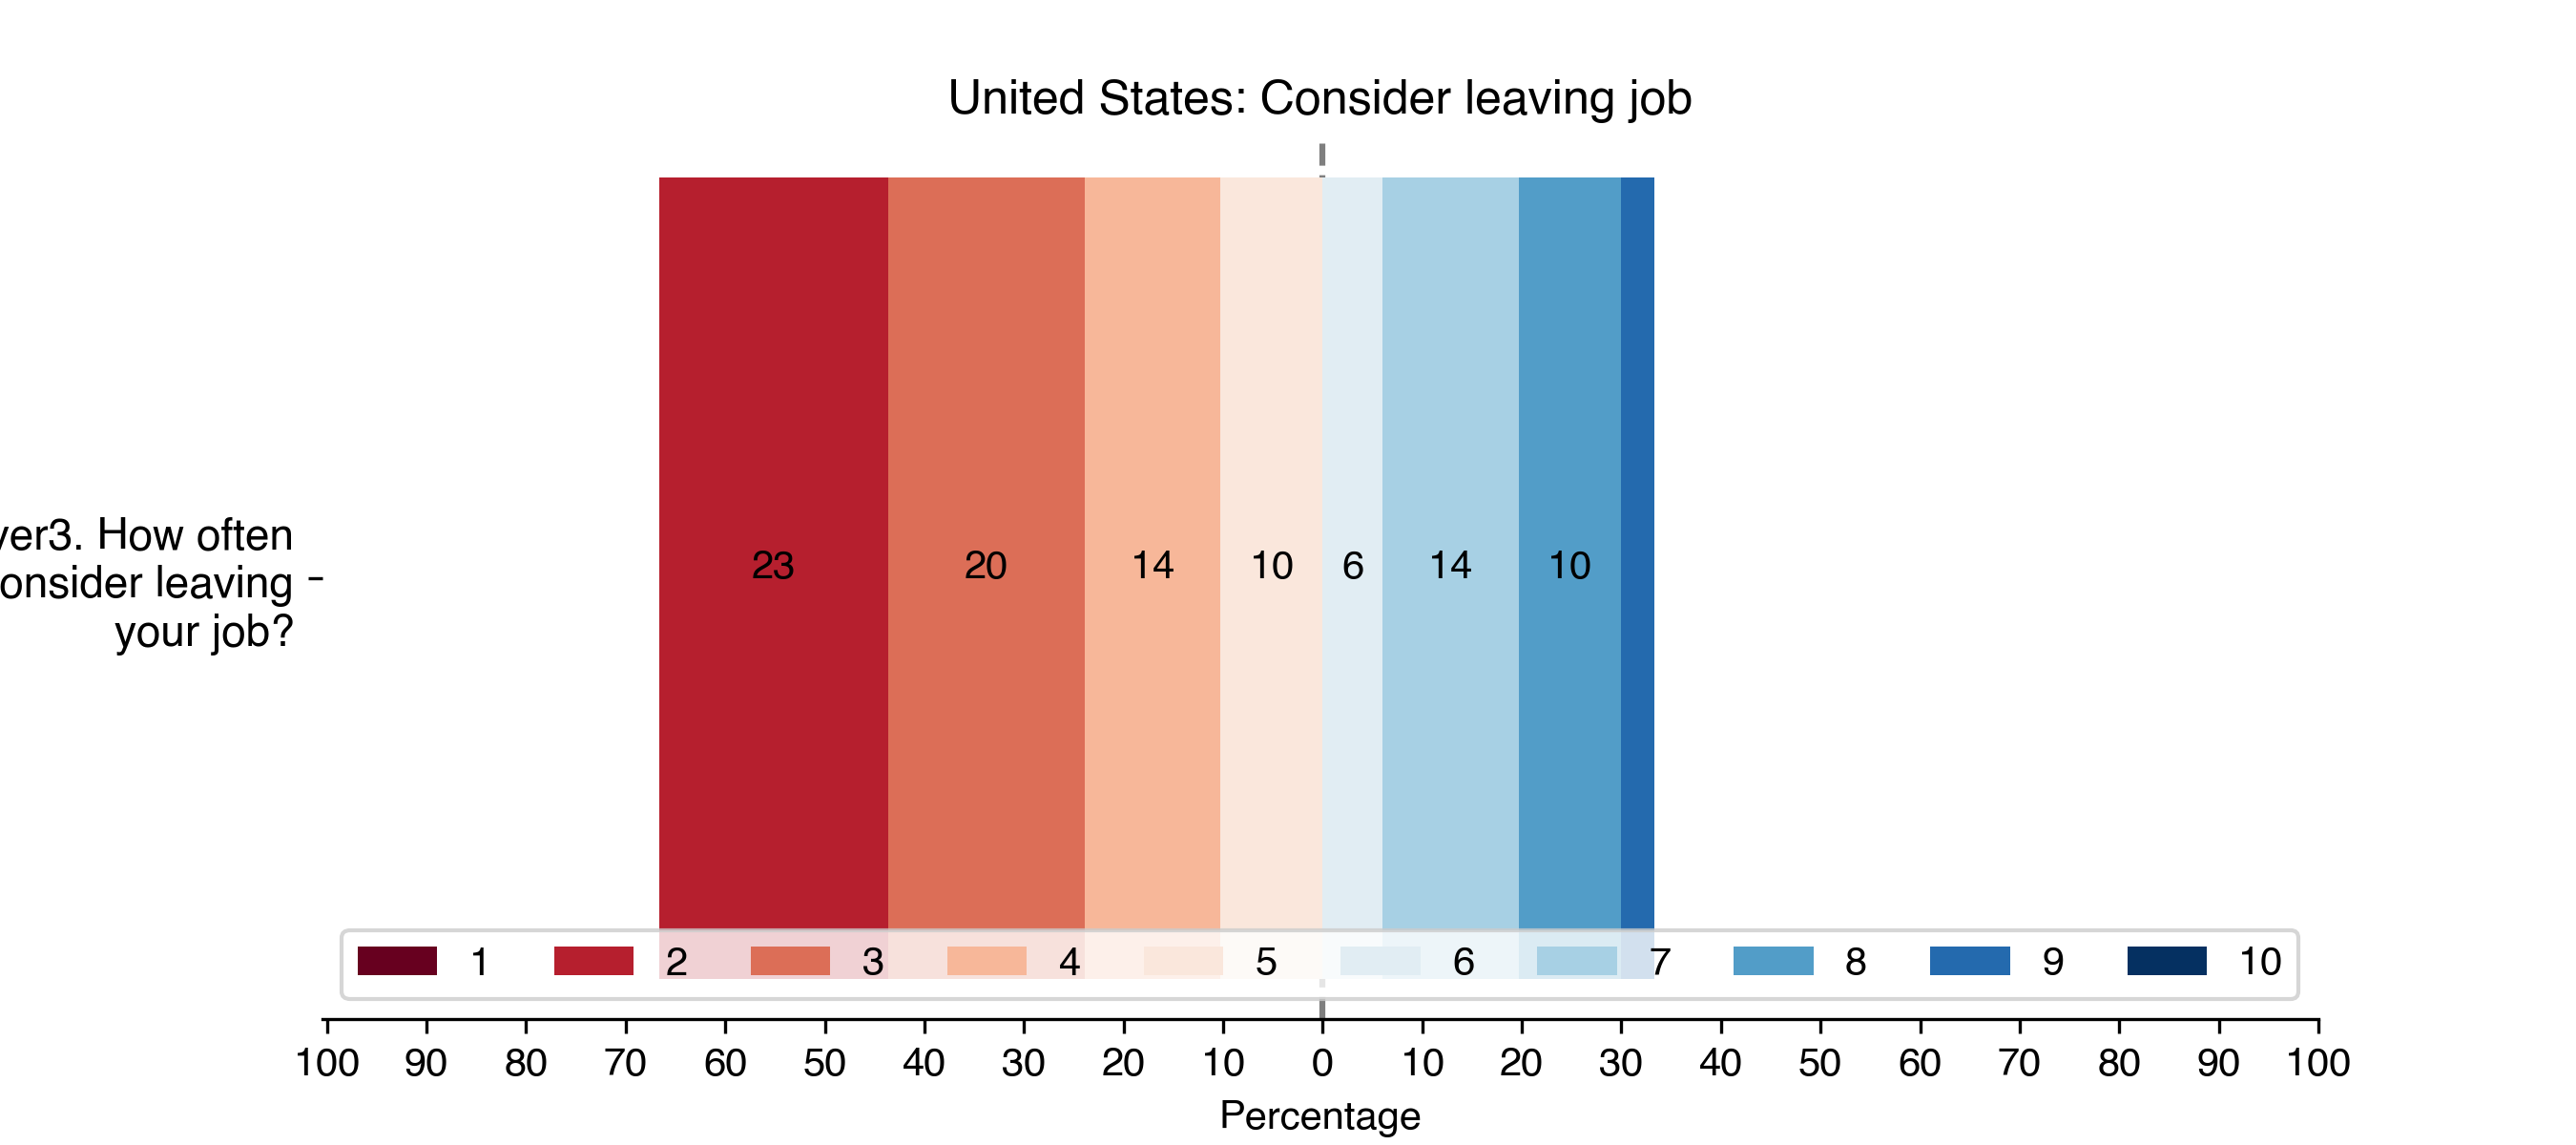 United States: Consider leaving job
How often
leaving -
your job?
23 20 14 10 6 14 10
1 2 3 4 5 6 7 8 9 10
100 90 80 70 60 50 40 30 20 10 0 10 20 30 40 50 60 70 80 90 100
Percentage